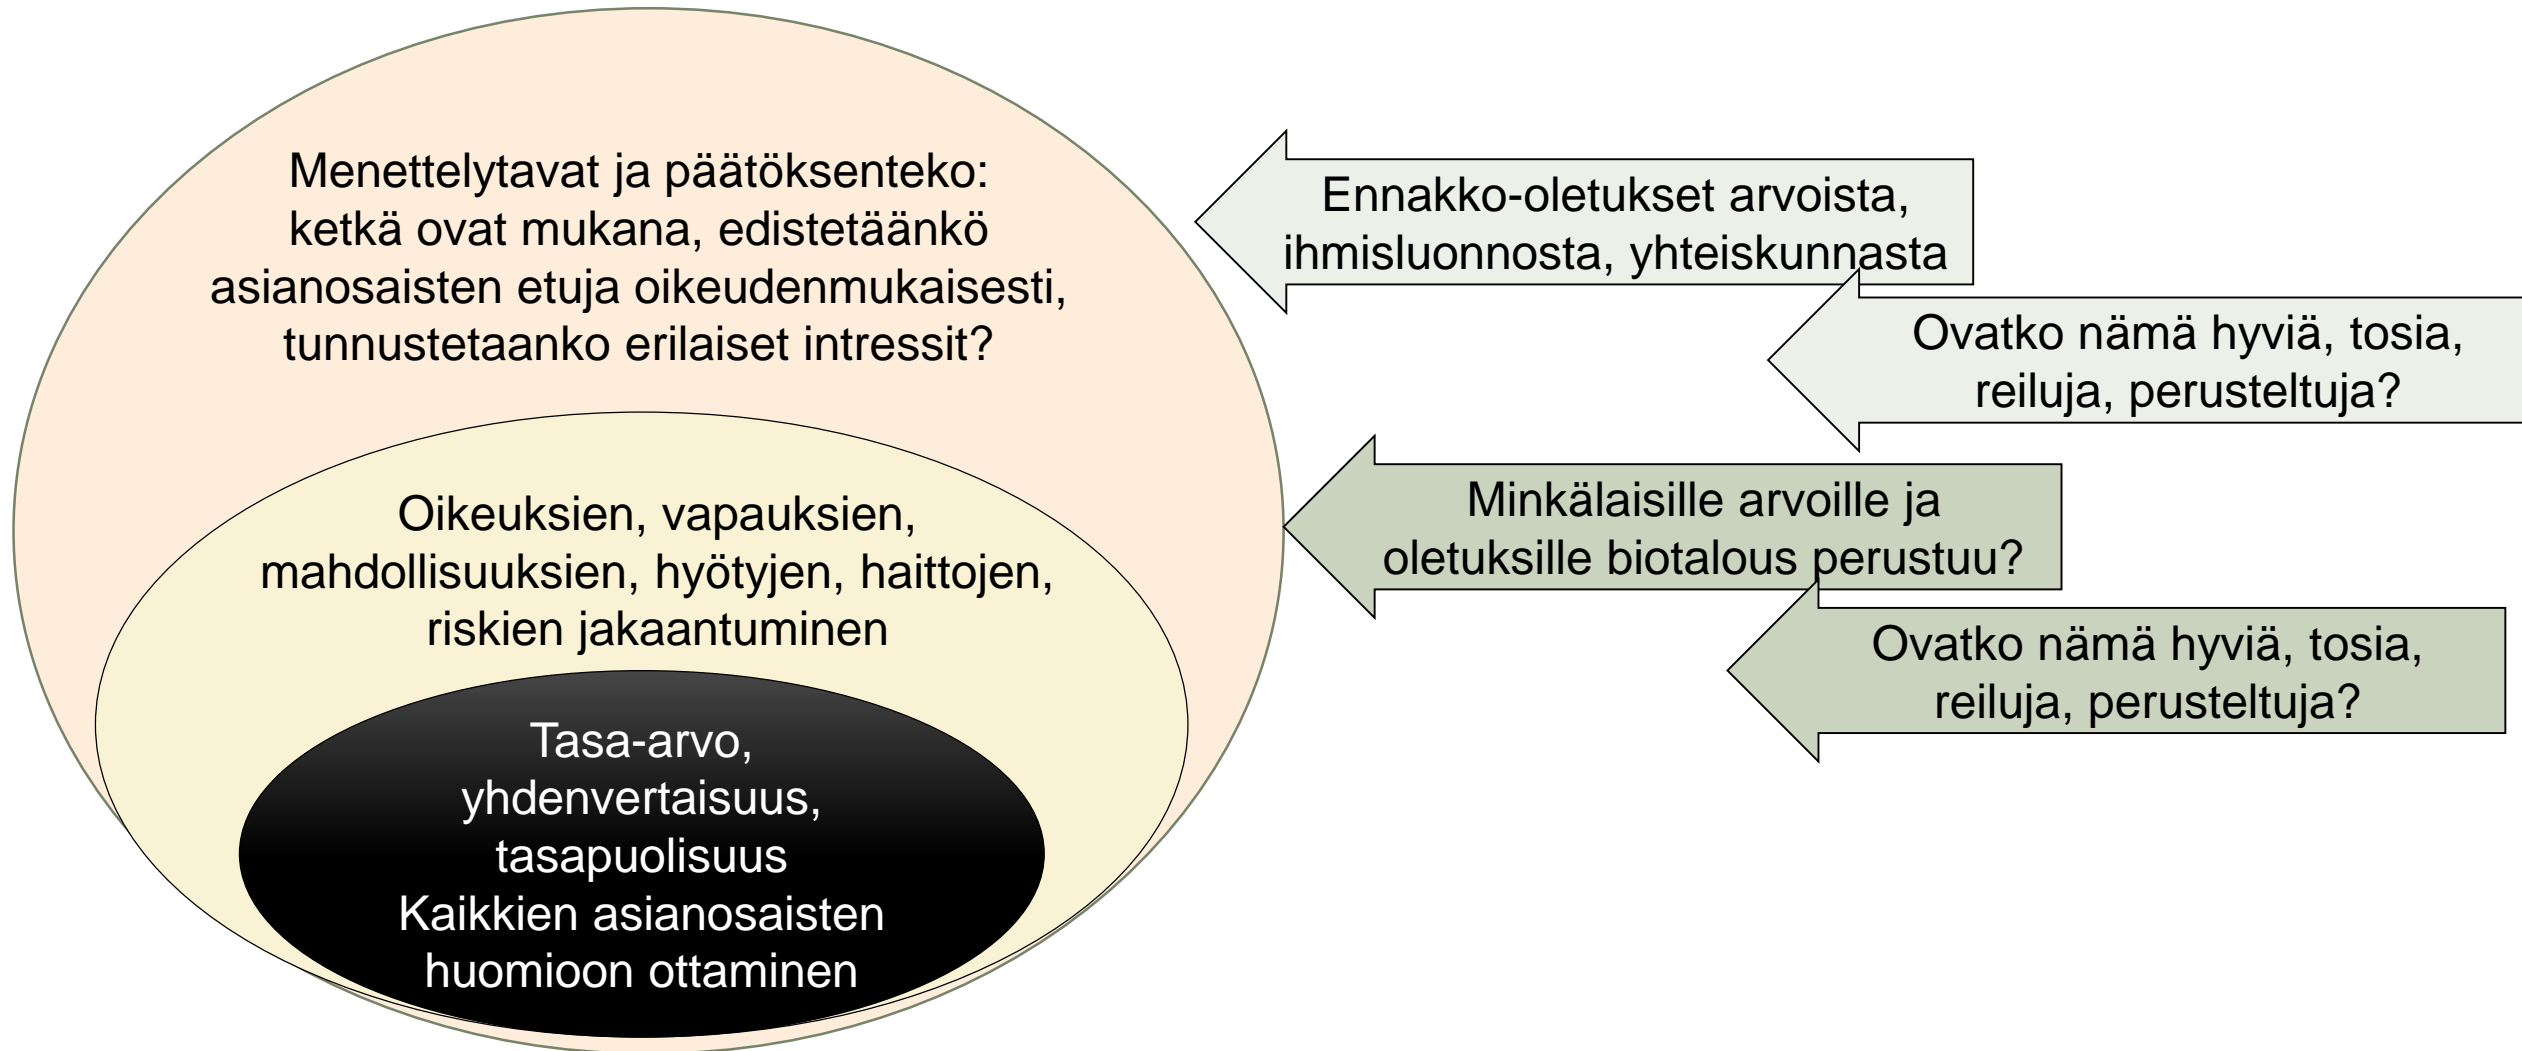 Menettelytavat ja päätöksenteko:
ketkä ovat mukana, edistetäänkö
asianosaisten etuja oikeudenmukaisesti,
tunnustetaanko erilaiset intressit?
Oikeuksien, vapauksien,
mahdollisuuksien, hyötyjen, haittojen,
riskien jakaantuminen
Tasa-arvo,
yhdenvertaisuus,
tasapuolisuus
Kaikkien asianosaisten
huomioon ottaminen
Ennakko-oletukset arvoista,
ihmisluonnosta, yhteiskunnasta
Ovatko nämä hyviä, tosia,
reiluja, perusteltuja?
Minkälaisille arvoille ja
oletuksille biotalous perustuu?
Ovatko nämä hyviä, tosia,
reiluja, perusteltuja?